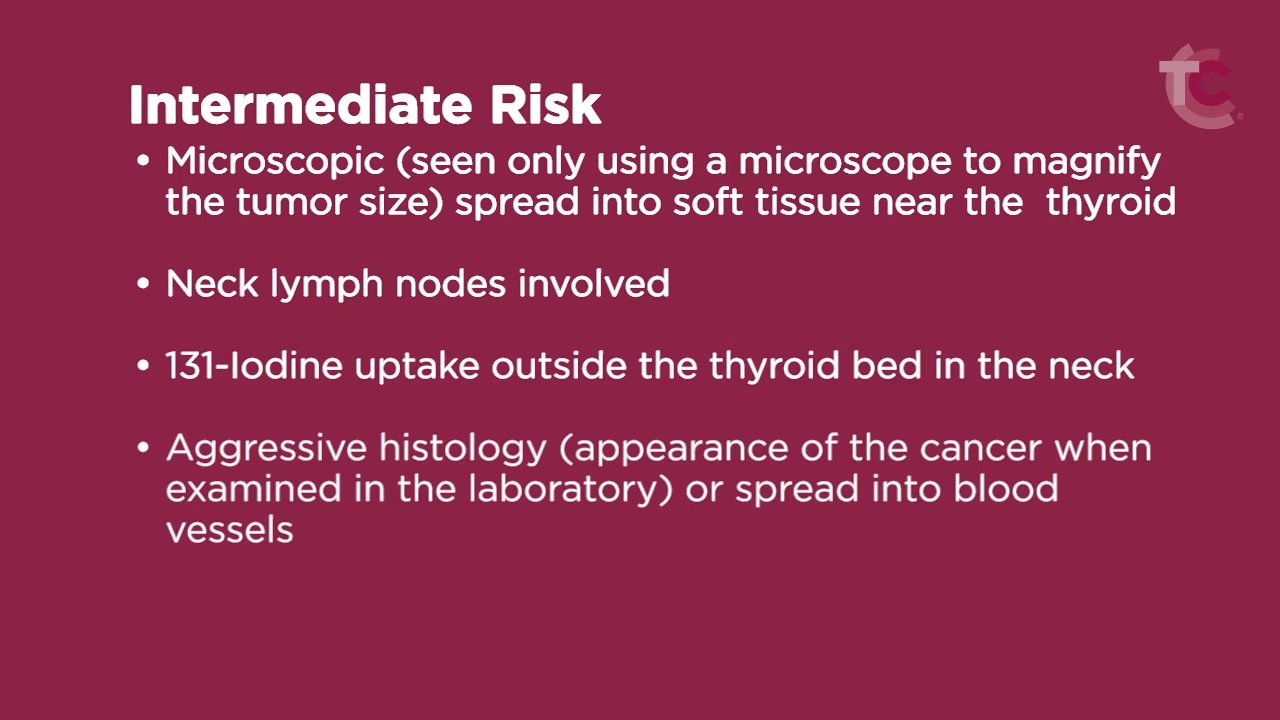 TC
Intermediate Risk
• Microscopic (seen only using a microscope to magnify
the tumor size) spread into soft tissue near the  thyroid
• Neck lymph nodes involved
• 131-Iodine uptake outside the thyroid bed in the neck
• Aggressive histology (appearance of the cancer when
examined in the laboratory) or spread into blood
vessels